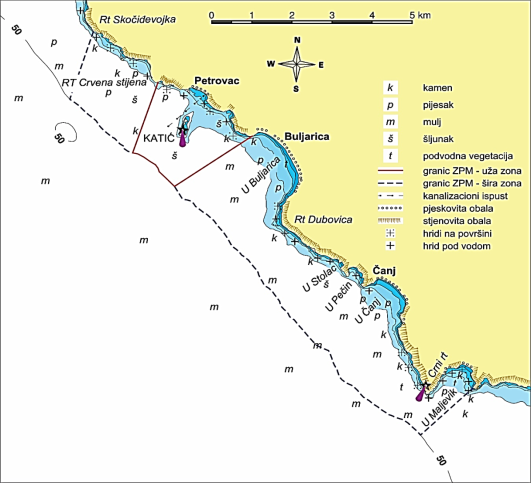 Rt Skočidevojka
0 1 2 3 4 5 km
50
N
W E
S
p
k
m
k
p
RT Crvena stijena
p
p
Petrovac
š
m
k
KATIČ
š
š
k
k
Buljarica
m
p
p
U Buljarica
m
p
k
Rt Dubovica
m
k
k
U Stolac
š
U Pečin
Čanj
p
U Čanj
p
m
m
k
m
m
k
k
Crni rt
m
m
t
p
t
k
p
k
U Maljevik
k
m
50
k kamen
p pijesak
m mulj
š šljunak
t podvodna vegetacija
granic ZPM - uža zona
granic ZPM - šira zona
kanalizacioni ispust
pjeskovita obala
stjenovita obala
hridi na površini
hrid pod vodom